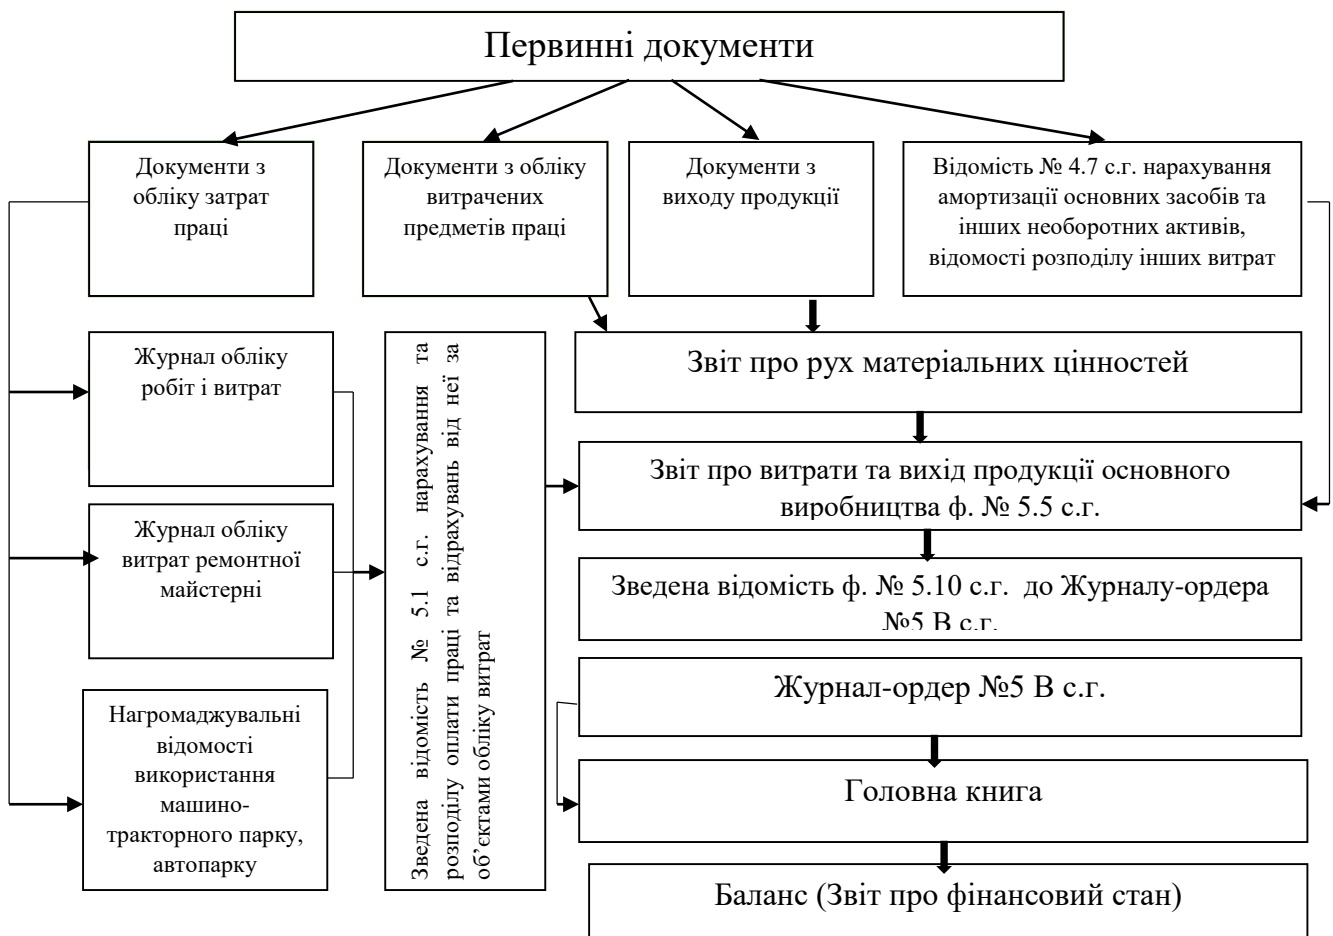 Первинні документи
Документи з
обліку затрат
праці
Документи з обліку
витрачених
предметів праці
Документи з
виходу продукції
Відомість № 4.7 с.г. нарахування
амортизації основних засобів та
інших необоротних активів,
відомості розподілу інших витрат
Журнал обліку
робіт і витрат
Журнал обліку
витрат ремонтної
майстерні
Нагромаджувальні
відомості
використання
машино-
тракторного парку,
автопарку
Зведена відомість № 5.1 с.г. нарахування та
розподілу оплати праці та відрахувань від неї за
об’єктами обліку витрат
Звіт про рух матеріальних цінностей
Звіт про витрати та вихід продукції основного
виробництва ф. № 5.5 с.г.
Зведена відомість ф. № 5.10 с.г. до Журналу-ордера
№5 В с.г.
Журнал-ордер №5 В с.г.
Головна книга
Баланс (Звіт про фінансовий стан)